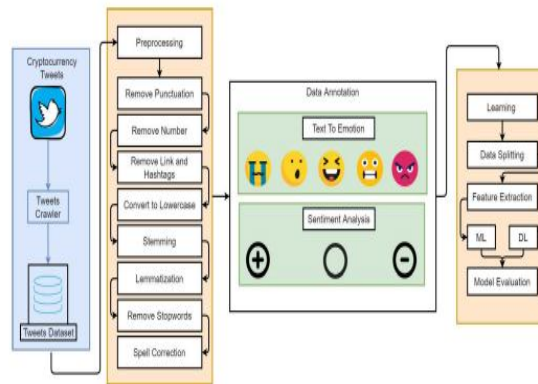 Cryptocurrency
Tweets
Tweets
Crawler
Tweets Dataset
Preprocessing
Remove Punctuation
Remove Number
Remove Link and
Hashtags
Convert to Lowercase
Stemming
Lemmatization
Remove Stopwords
Spell Correction
Data Annotation
Text To Emotion
Sentiment Analysis
Learning
Data Splitting
Feature Extraction
ML
DL
Model Evaluation